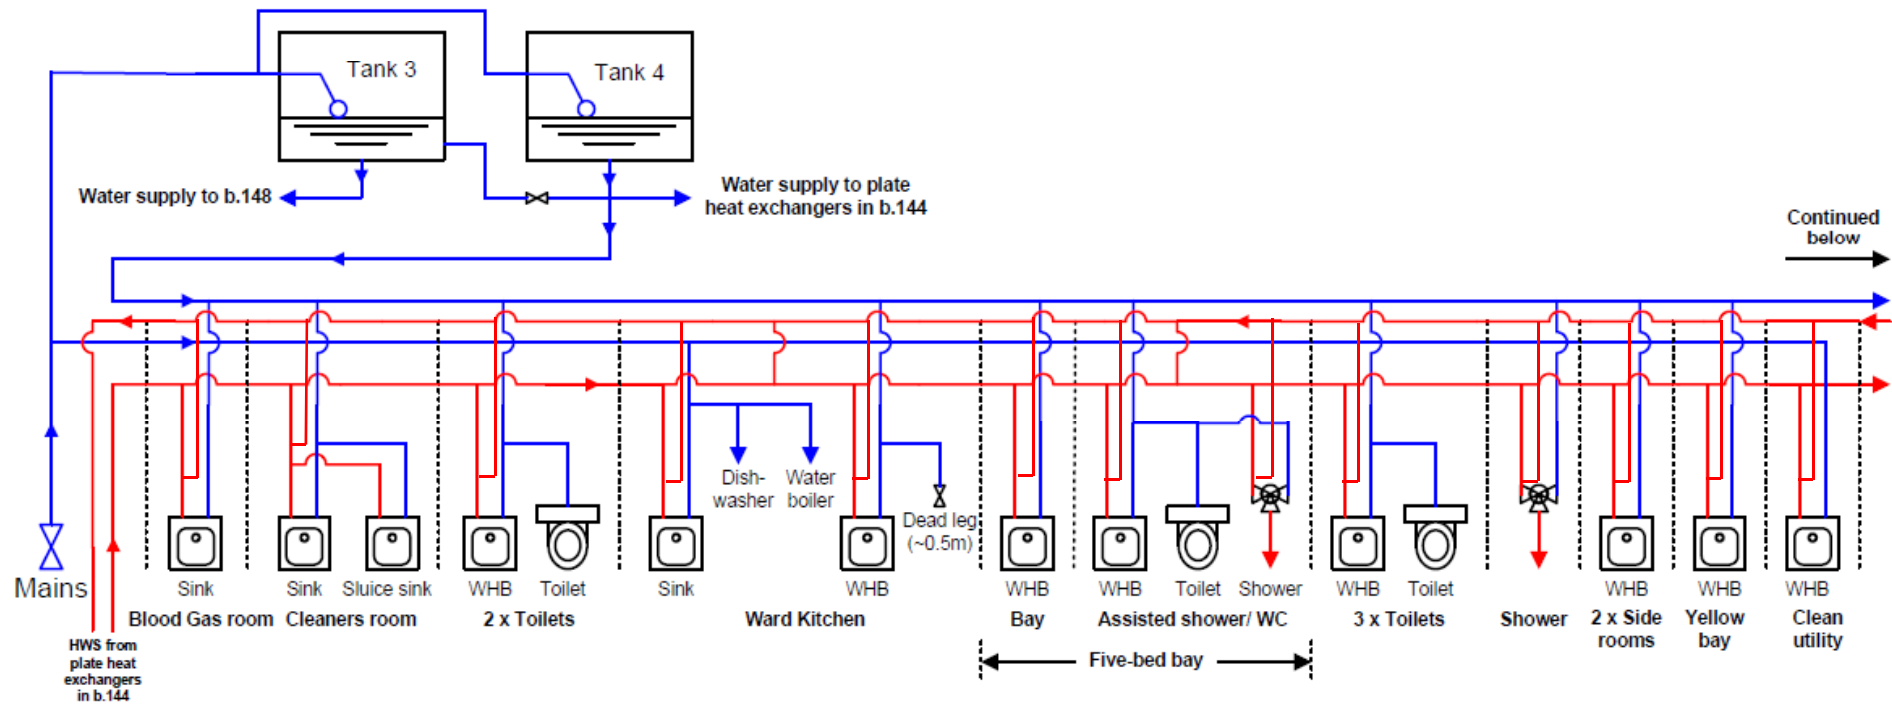 Tank 3
Tank 4
Water supply to b.148
Water supply to plate
heat exchangers in b.144
Continued
below
Dish-
washer
Water
boiler
Dead leg
(~0.5m)
Mains
Sink
Sink
Sluice sink
WHB
Toilet
Sink
WHB
WHB
WHB
Toilet
Shower
WHB
Toilet
WHB
WHB
WHB
Blood Gas room
Cleaners room
2 x Toilets
Ward Kitchen
Bay
Assisted shower/ WC
3 x Toilets
Shower
2 x Side
rooms
Yellow
bay
Clean
utility
HWS from
plate heat
exchangers
in b.144
Five-bed bay